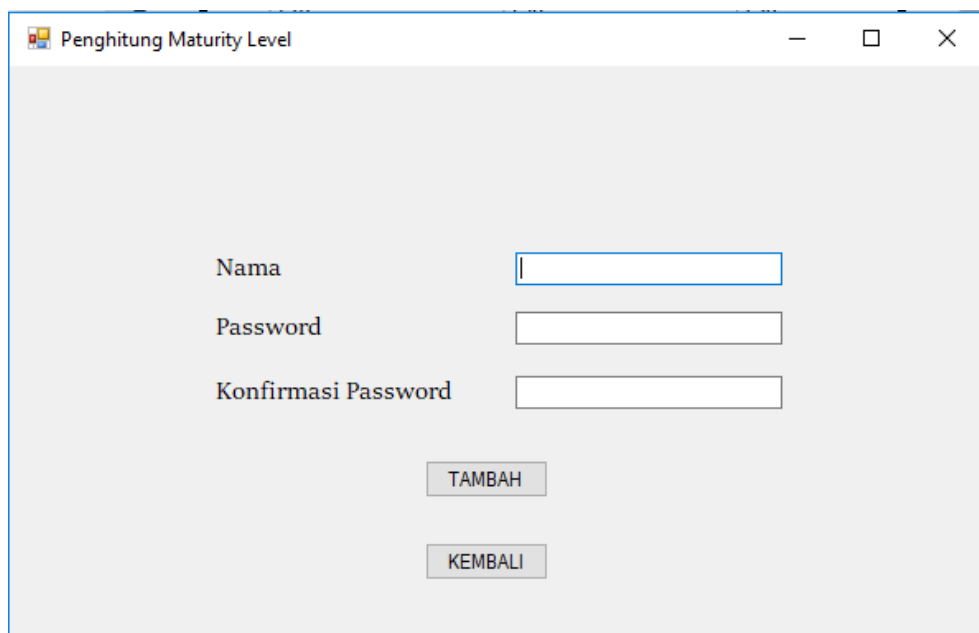 Penghitung Maturity Level
Nama
Password
Konfirmasi Password
TAMBAH
KEMBALI